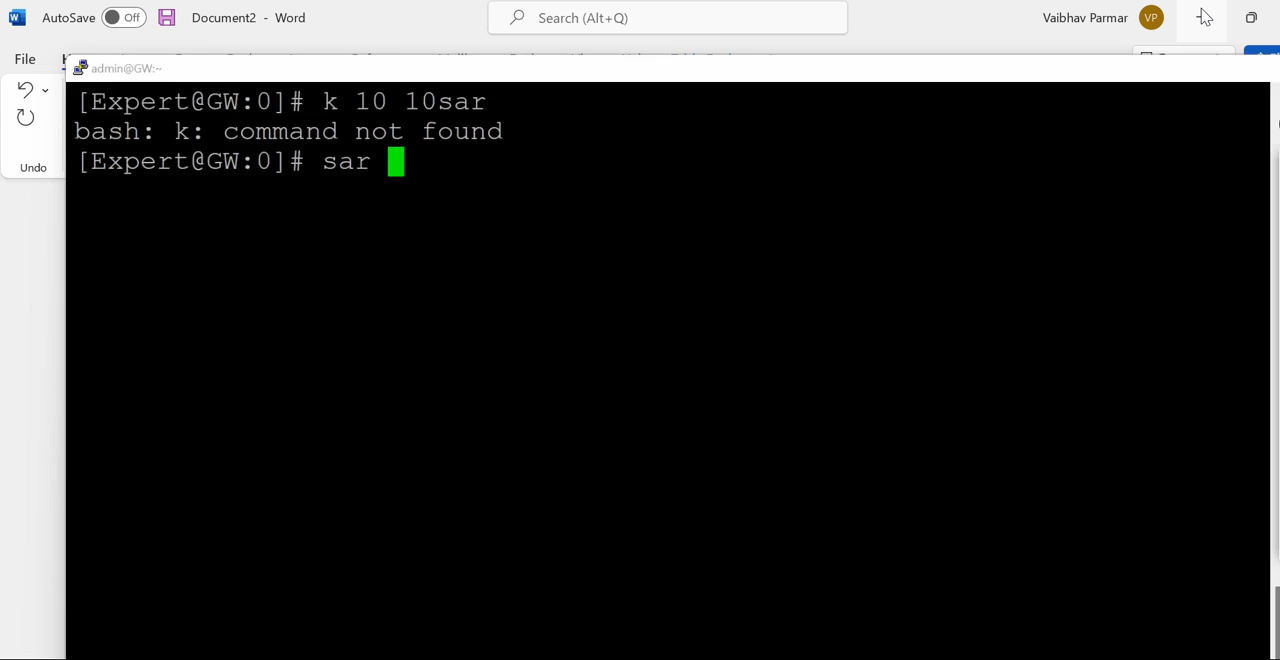 AutoSave Off Document2 - Word Search (Alt+Q) Vaibhav Parmar VP
File
admin@GW:~
Undo
[Expert@GW:0]# k 10 10sar
bash: k: command not found
[Expert@GW:0]# sar